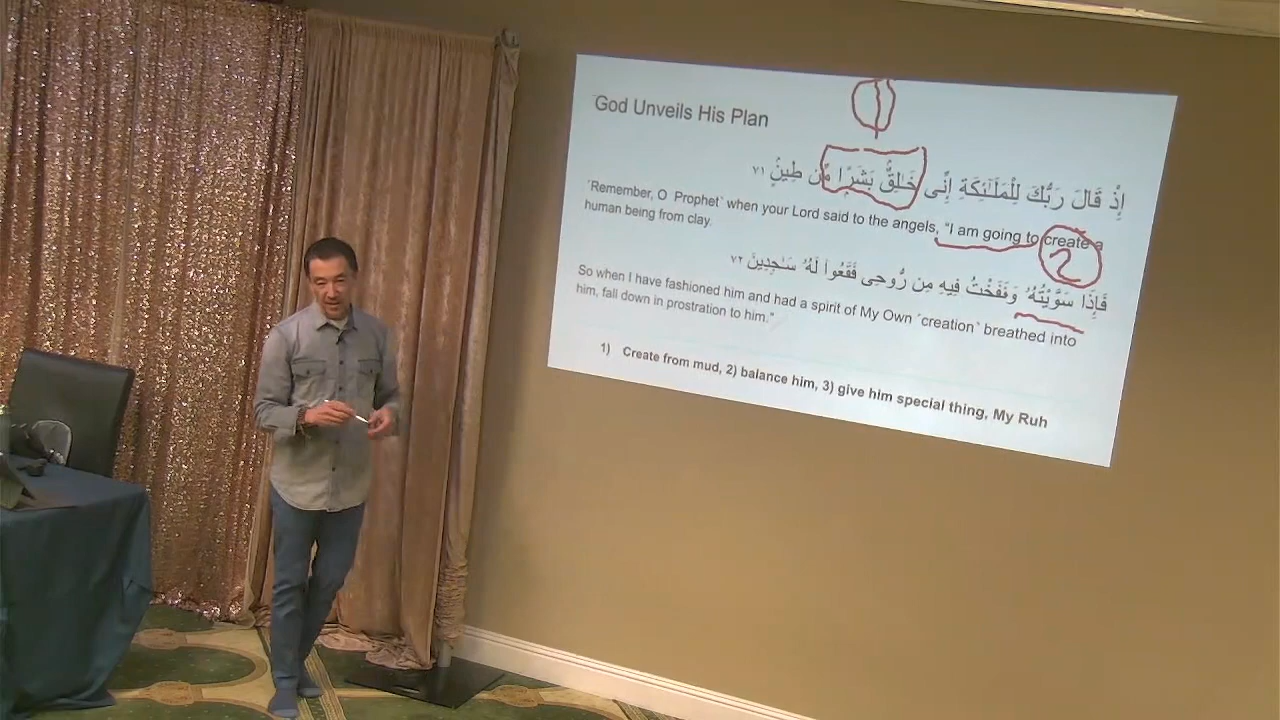 God Unveils His Plan
①
إِذْ قَالَ رَبُّكَ لِلْمَلَـٰٓئِكَةِ إِنِّى خَـٰلِقٌۢ بَشَرًا مِّن طِينٍ ٧١
˹Remember, O Prophet˺ when your Lord said to the angels, “I am going to create a
human being from clay.
②
فَإِذَا سَوَّيْتُهُۥ وَنَفَخْتُ فِيهِ مِن رُّوحِى فَقَعُوا۟ لَهُۥ سَـٰجِدِينَ ٧٢
So when I have fashioned him and had a spirit of My Own ˹creation˺ breathed into
him, fall down in prostration to him.”
1) Create from mud, 2) balance him, 3) give him special thing, My Ruh